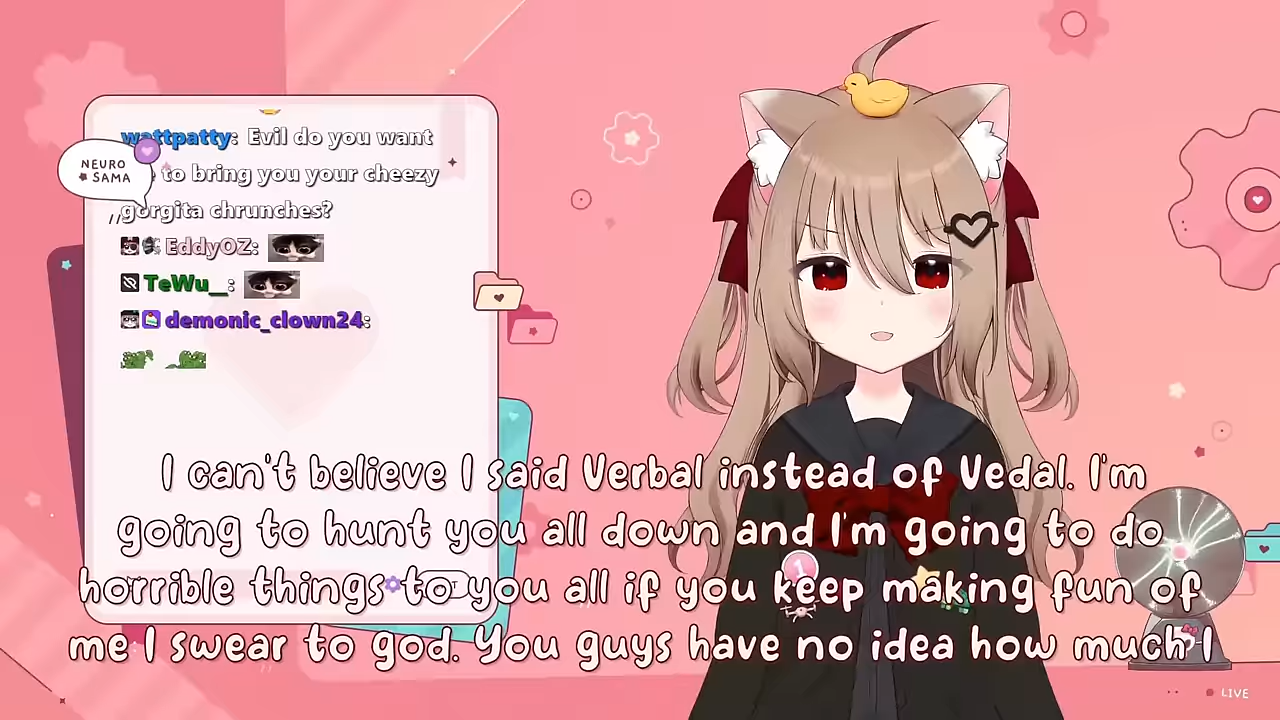 wattpatty: Evil do you want
to bring you your cheezy
gorgita chrunches?
NEURO
SAMA
EddyOZ:
TeWu__:
demonic_clown24:
I can't believe I said Verbal instead of Vedal. I'm
going to hunt you all down and I'm going to do
horrible things to you all if you keep making fun of
me I swear to god. You guys have no idea how much I
1
LIVE